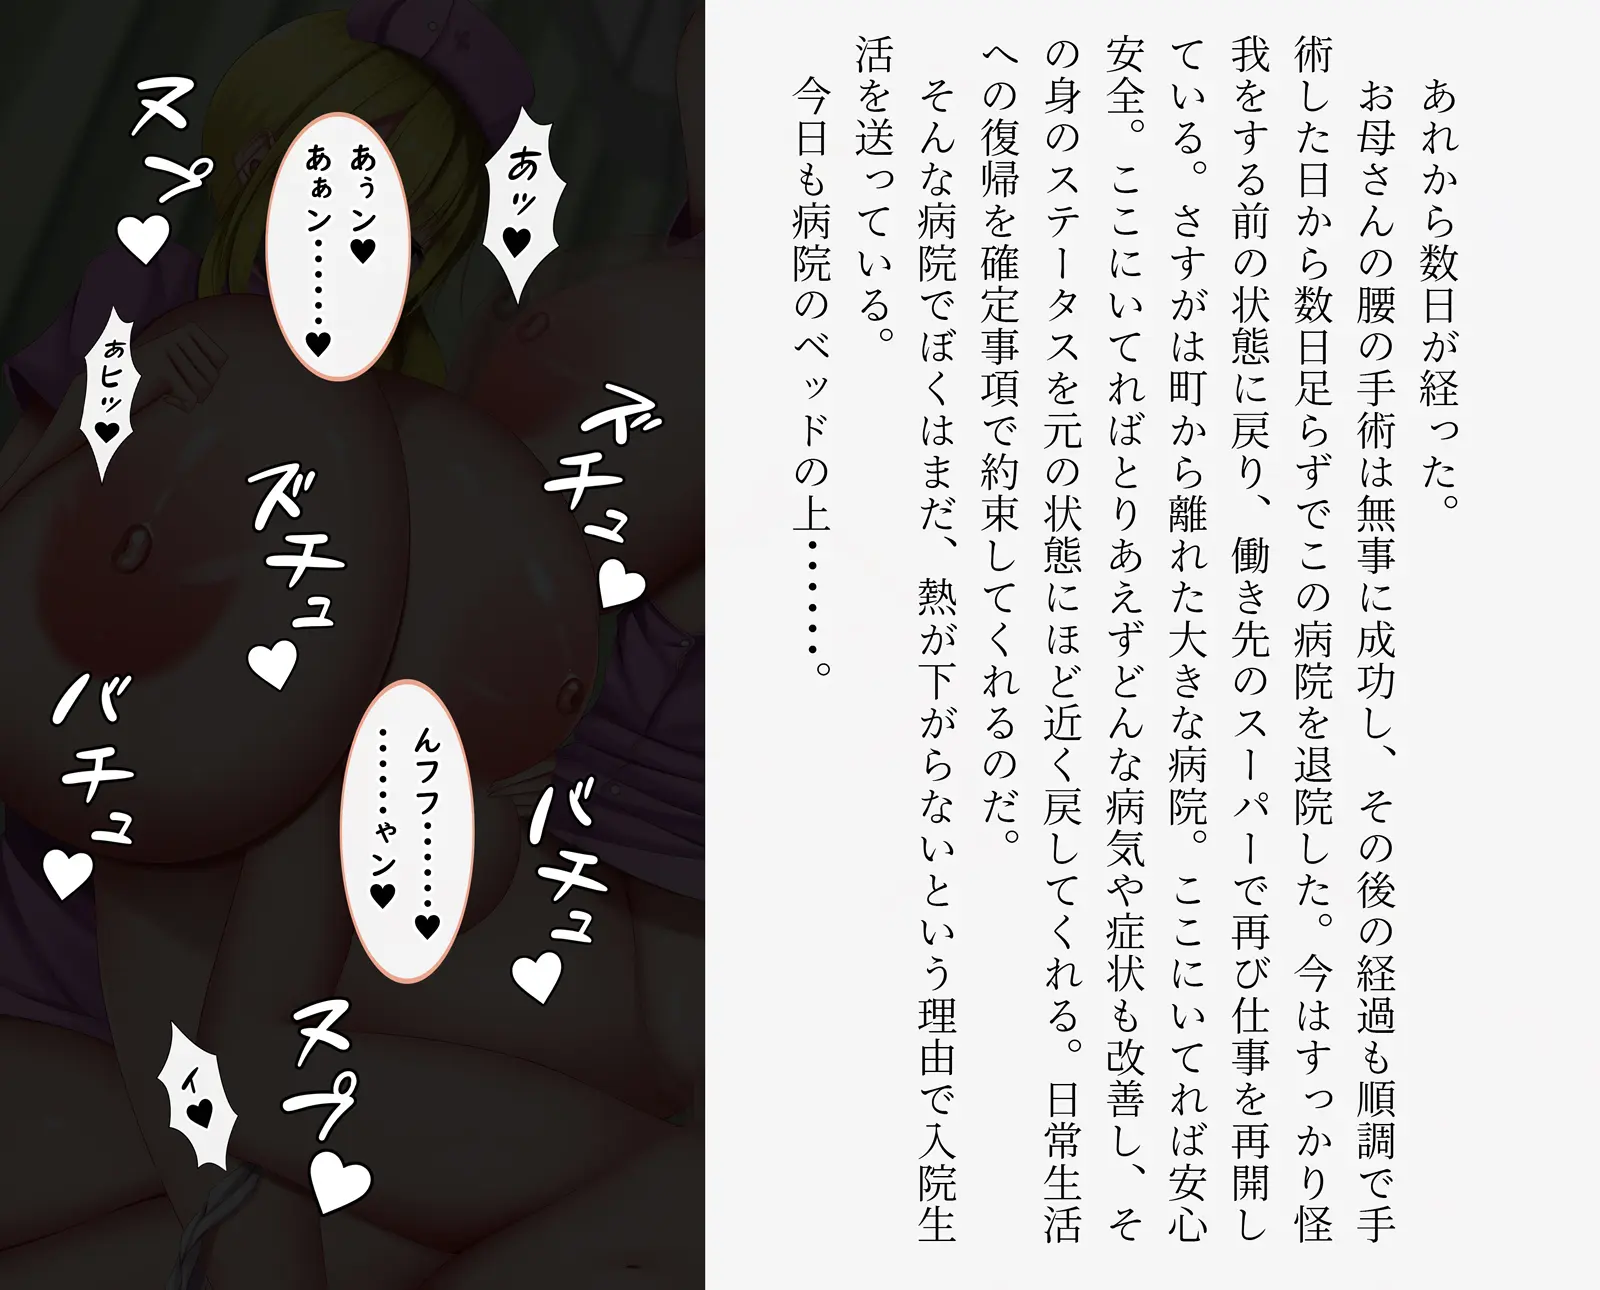 あれから数日が経った。
お母さんの腰の手術は無事に成功し、その後の経過も順調で手
術した日から数日足らずでこの病院を退院した。今はすっかり怪
我をする前の状態に戻り、働き先のスーパーで再び仕事を再開し
ている。さすがは町から離れた大きな病院。ここにいてれば安心
安全。ここにいてればとりあえずどんな病気や症状も改善し、そ
の身のステータスを元の状態にほど近く戻してくれる。日常生活
への復帰を確定事項で約束してくれるのだ。
そんな病院でぼくはまだ、熱が下がらないという理由で入院生
活を送っている。
今日も病院のベッドの上………。
あッ♥
あぅン♥
あぁン………♥
ヌプ♥
あヒッ♥
ズチュ♥
ズチュ♥
んフフ………♥
………ゃン♥
バチュ♥
バチュ♥
ヌプ♥
イ♥